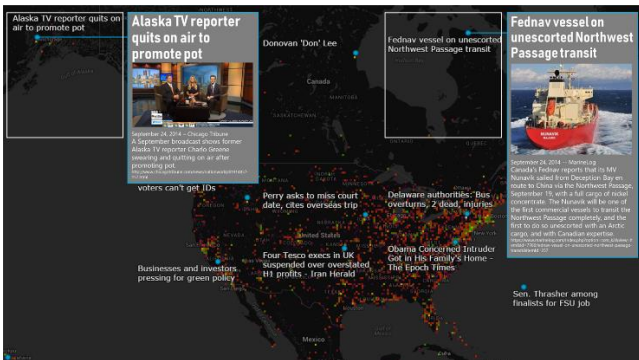 Alaska TV reporter quits on
air to promote pot
Alaska TV reporter
quits on air to
promote pot
September 24, 2014 -- Chicago Tribune
A September broadcast shows former
Alaska TV reporter Charlo Greene
swearing and quitting on air after
promoting pot.
voters can't get IDs
Donovan 'Don' Lee
Canada
MANITOBA
SASKATCHEWAN
ONTARIO
QUEBEC
Fednav vessel on unescorted
Northwest Passage transit
Fednav vessel on
unescorted Northwest
Passage transit
September 24, 2014 -- MarineLog
Canada's Fednav reports that its MV
Nunavik sailed from Deception Bay en
route to China via the Northwest Passage,
September 19, with a full cargo of nickel
concentrate. The Nunavik will be one of
the first commercial vessels to transit the
Northwest Passage completely, and the
first to do so unescorted with an Arctic
cargo, and with Canadian expertise.
Perry asks to miss court
date, cites overseas trip
Delaware authorities: Bus
overturns, 2 dead, injuries
United States
New York
Businesses and investors
pressing for green policy
Four Tesco execs in UK
suspended over overstated
H1 profits - Iran Herald
Obama Concerned Intruder
Got in His Family's Home –
The Epoch Times
Sen. Thrasher among
finalists for FSU job
Mexico